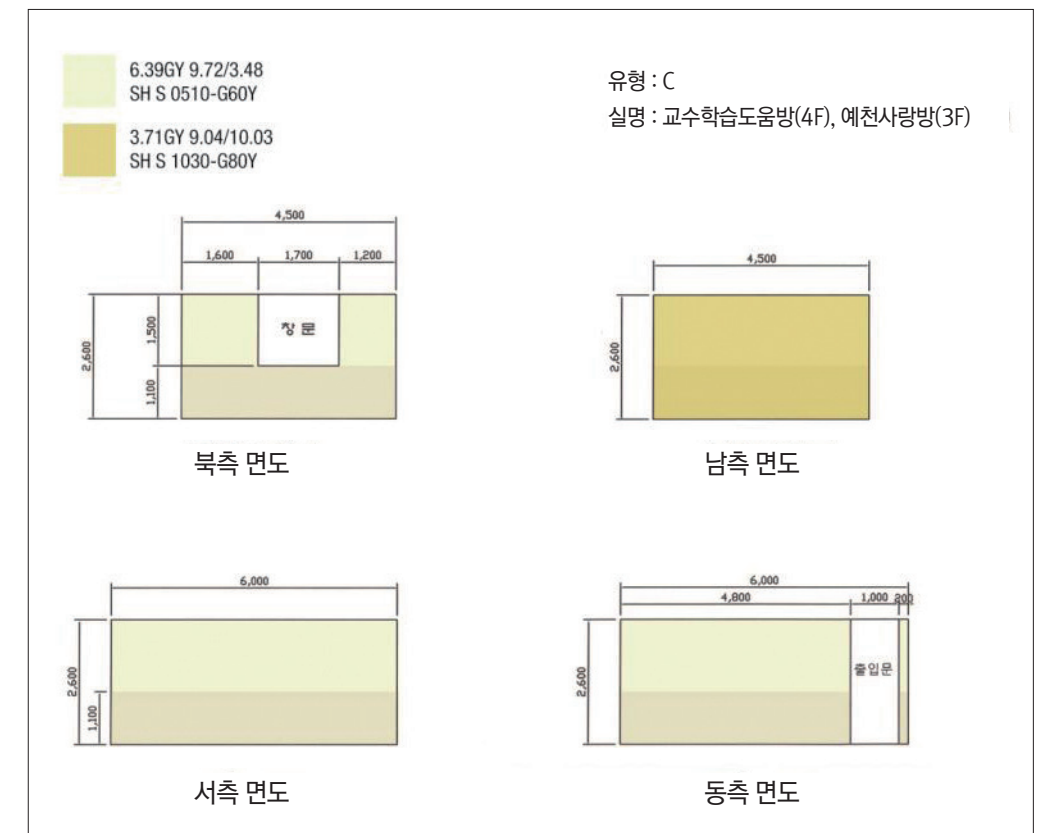 6.39GY 9.72/3.48
SH S 0510-G60Y
유형 : C
3.71GY 9.04/10.03
SH S 1030-G80Y
실명 : 교수학습도움방(4F), 예천사랑방(3F)
4,500
1,600 1,700 1,200
2,600
1,500
1,100
창문
북측 면도
4,500
2,600
남측 면도
6,000
2,600
1,100
서측 면도
6,000
4,800 1,000 200
2,600
출입문
동측 면도